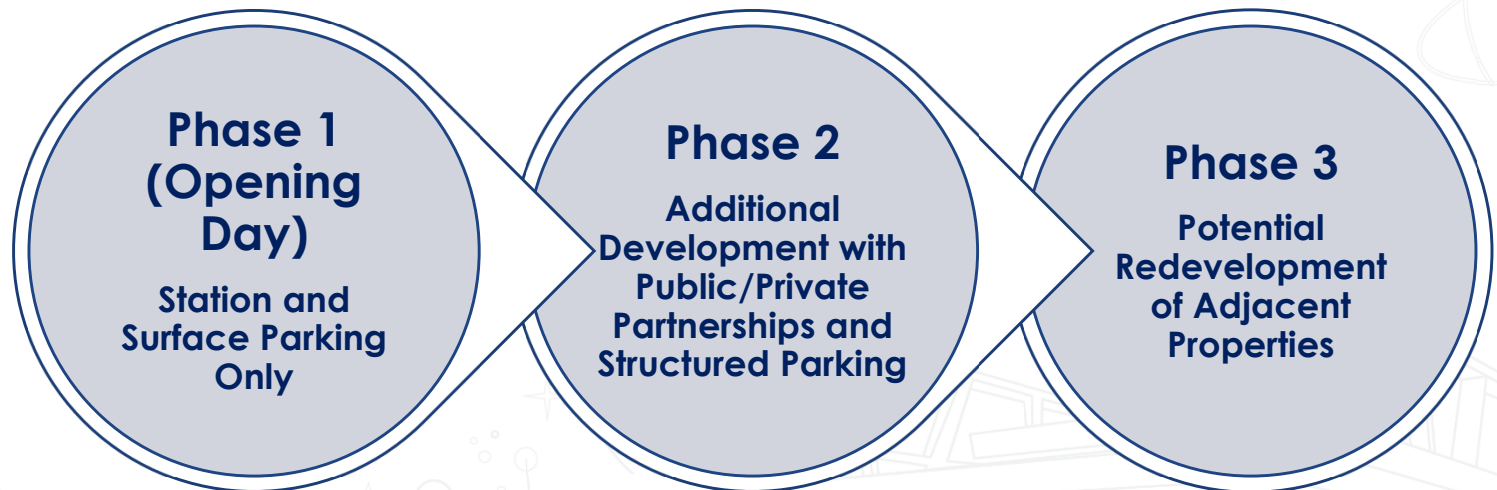 Phase 1
(Opening
Day)
Station and
Surface Parking
Only
Phase 2
Additional
Development with
Public/Private
Partnerships and
Structured Parking
Phase 3
Potential
Redevelopment
of Adjacent
Properties